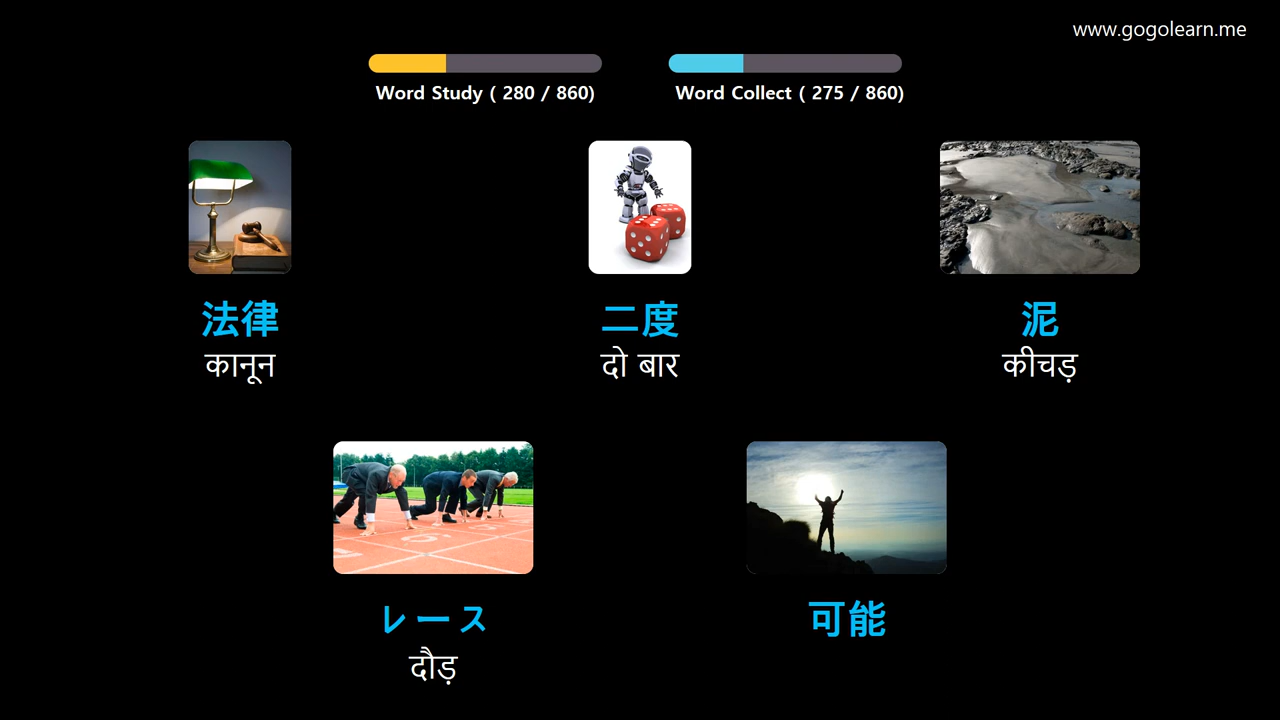 www.gogolearn.me
Word Study ( 280 / 860)
Word Collect ( 275 / 860)
法律
कानून
二度
दो बार
泥
कीचड़
レース
दौड़
可能